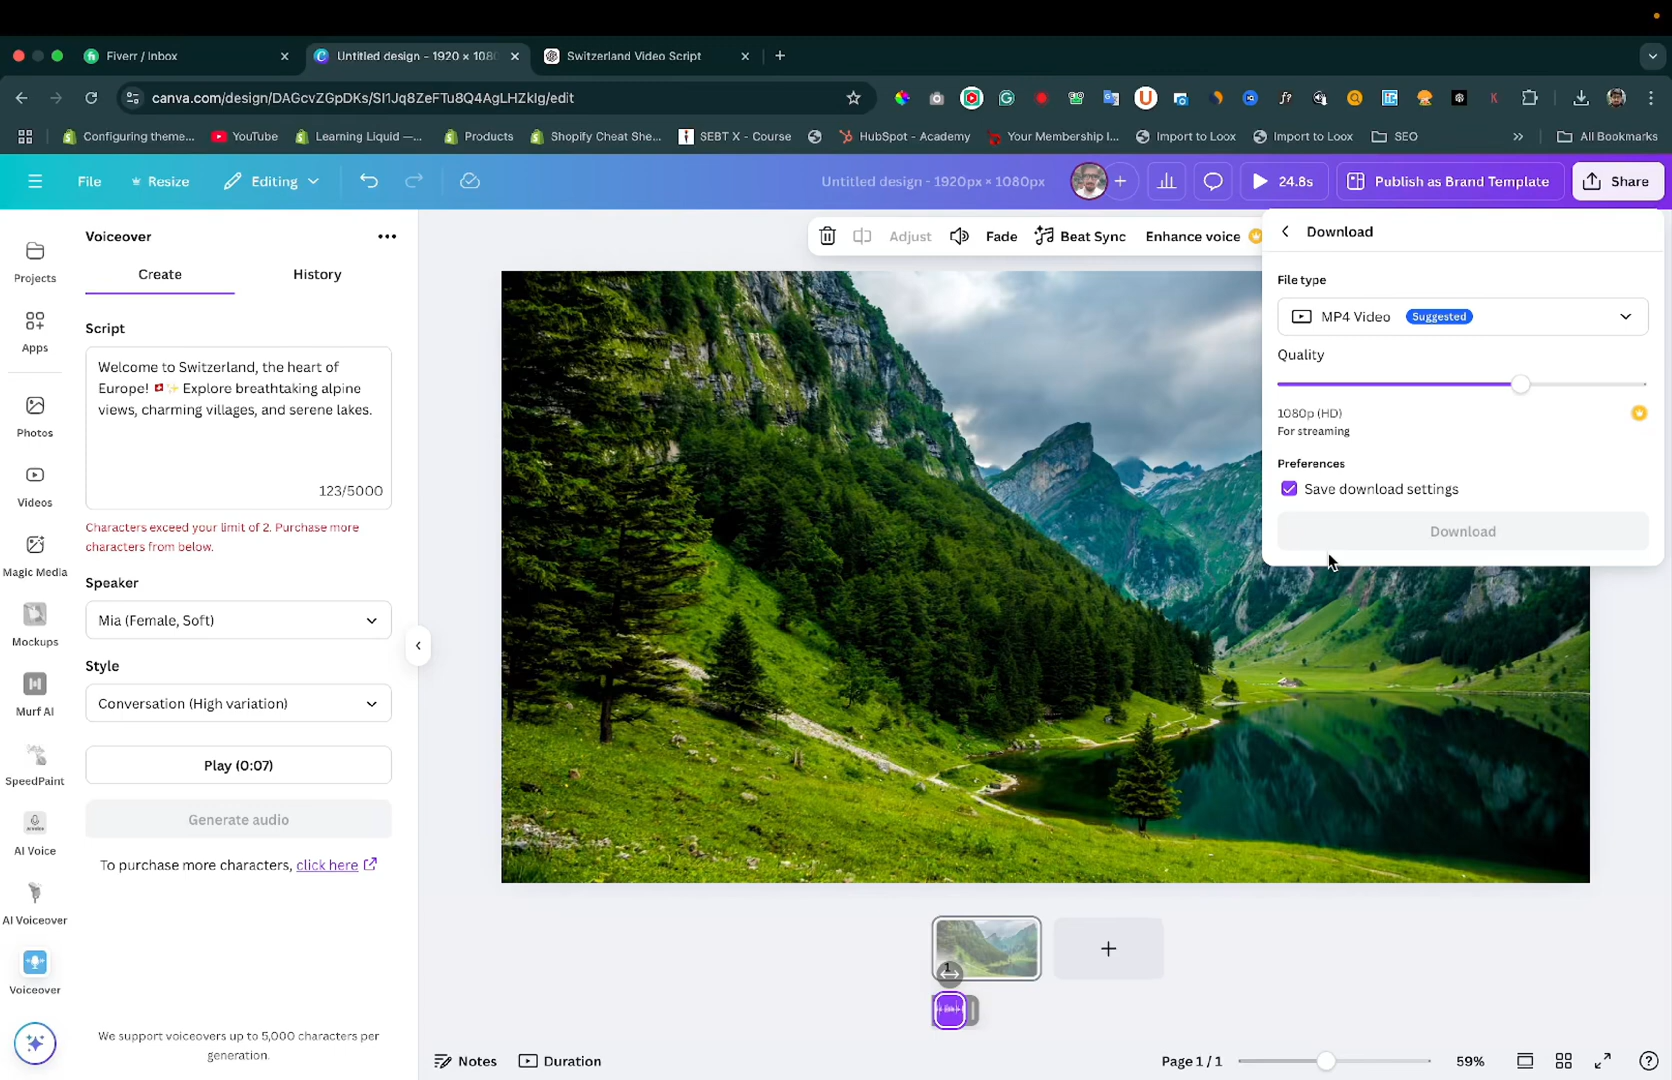 Fiverr / Inbox
Untitled design - 1920 × 1080
Switzerland Video Script
canva.com/design/DAGcvZGpDKs/SI1Jq8ZeFTu8Q4AgLHZkIg/edit
Configuring theme...
YouTube
Learning Liquid —...
Products
Shopify Cheat She...
SEBT X - Course
HubSpot - Academy
Your Membership I...
Import to Loox
Import to Loox
SEO
All Bookmarks
File
Resize
Editing
Untitled design - 1920px × 1080px
24.8s
Publish as Brand Template
Share
Projects
Apps
Photos
Videos
Magic Media
Mockups
Murf AI
SpeedPaint
AI Voice
AI Voiceover
Voiceover
Voiceover
Create
History
Script
Welcome to Switzerland, the heart of
Europe! 🇨🇭✨ Explore breathtaking alpine
views, charming villages, and serene lakes.
123/5000
Characters exceed your limit of 2. Purchase more
characters from below.
Speaker
Mia (Female, Soft)
Style
Conversation (High variation)
Play (0:07)
Generate audio
To purchase more characters, click here
We support voiceovers up to 5,000 characters per
generation.
Adjust
Fade
Beat Sync
Enhance voice
Download
File type
MP4 Video
Suggested
Quality
1080p (HD)
For streaming
Preferences
Save download settings
Download
1
Notes
Duration
Page 1 / 1
59%